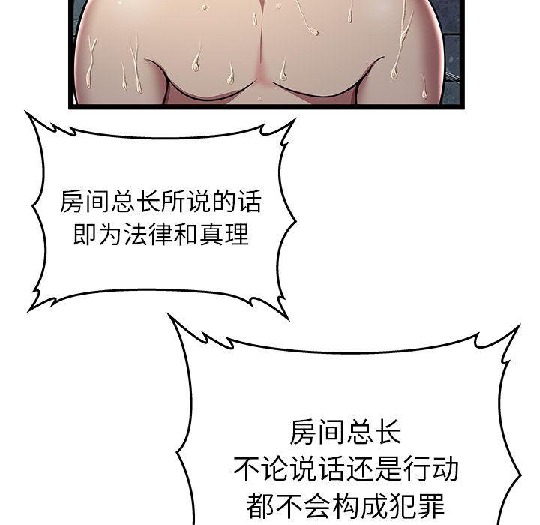 房间总长所说的话
即为法律和真理
房间总长
不论说话还是行动
都不会构成犯罪